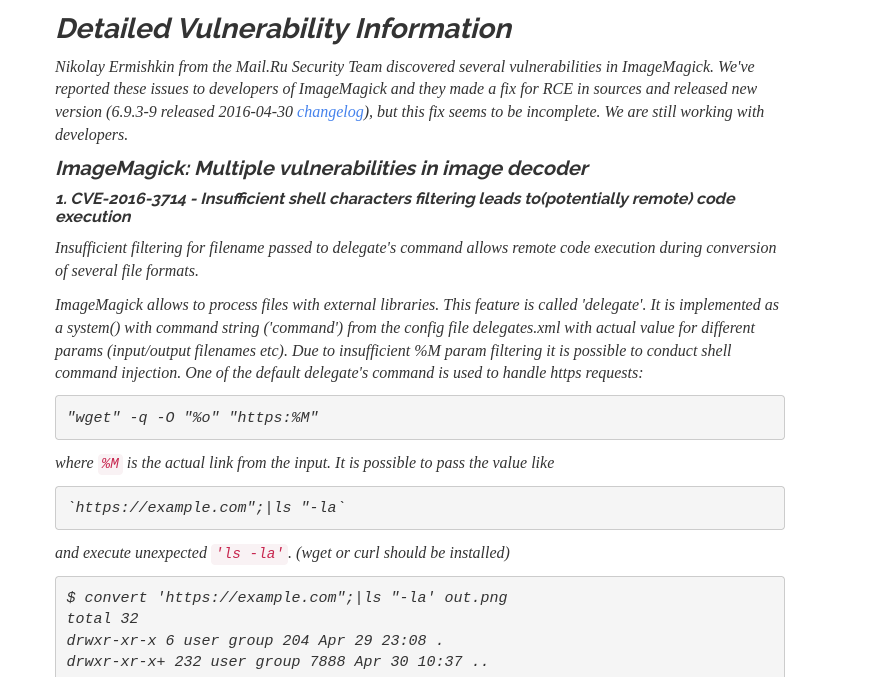 Detailed Vulnerability Information
Nikolay Ermishkin from the Mail.Ru Security Team discovered several vulnerabilities in ImageMagick. We've
reported these issues to developers of ImageMagick and they made a fix for RCE in sources and released new
version (6.9.3-9 released 2016-04-30 changelog), but this fix seems to be incomplete. We are still working with
developers.
ImageMagick: Multiple vulnerabilities in image decoder
1. CVE-2016-3714 - Insufficient shell characters filtering leads to(potentially remote) code
execution
Insufficient filtering for filename passed to delegate's command allows remote code execution during conversion
of several file formats.
ImageMagick allows to process files with external libraries. This feature is called 'delegate'. It is implemented as
a system() with command string ('command') from the config file delegates.xml with actual value for different
params (input/output filenames etc). Due to insufficient %M param filtering it is possible to conduct shell
command injection. One of the default delegate's command is used to handle https requests:
"wget" -q -O "%o" "https:%M"
where %M is the actual link from the input. It is possible to pass the value like
`https://example.com";|ls "-la`
and execute unexpected 'ls -la'. (wget or curl should be installed)
$ convert 'https://example.com";|ls "-la' out.png
total 32
drwxr-xr-x 6 user group 204 Apr 29 23:08 .
drwxr-xr-x+ 232 user group 7888 Apr 30 10:37 ..